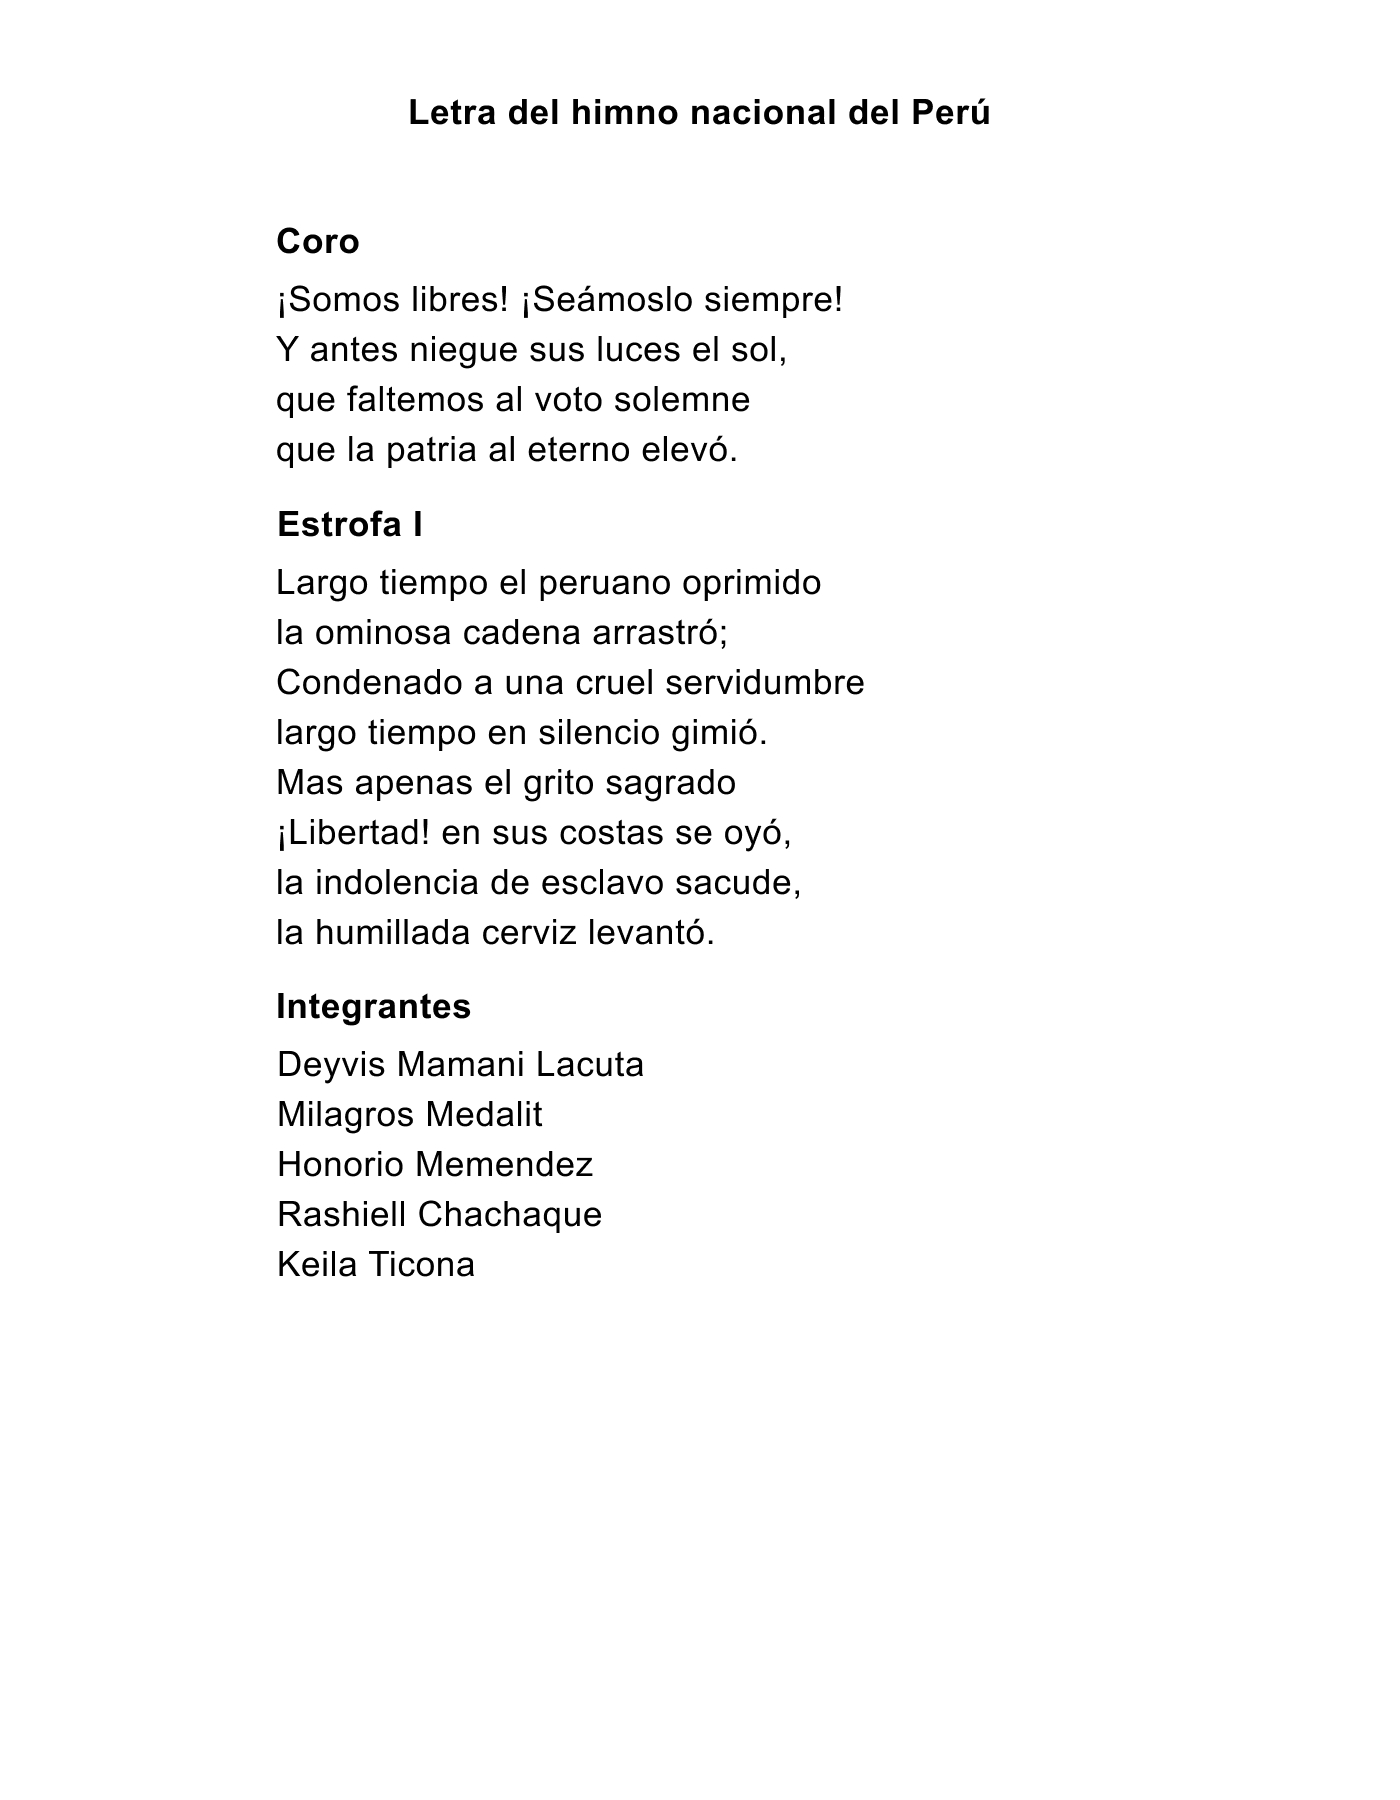 Letra del himno nacional del Perú
Coro
¡Somos libres! ¡Seámoslo siempre!
Y antes niegue sus luces el sol,
que faltemos al voto solemne
que la patria al eterno elevó.
Estrofa I
Largo tiempo el peruano oprimido
la ominosa cadena arrastró;
Condenado a una cruel servidumbre
largo tiempo en silencio gimió.
Mas apenas el grito sagrado
¡Libertad! en sus costas se oyó,
la indolencia de esclavo sacude,
la humillada cerviz levantó.
Integrantes
Deyvis Mamani Lacuta
Milagros Medalit
Honorio Memendez
Rashiell Chachaque
Keila Ticona